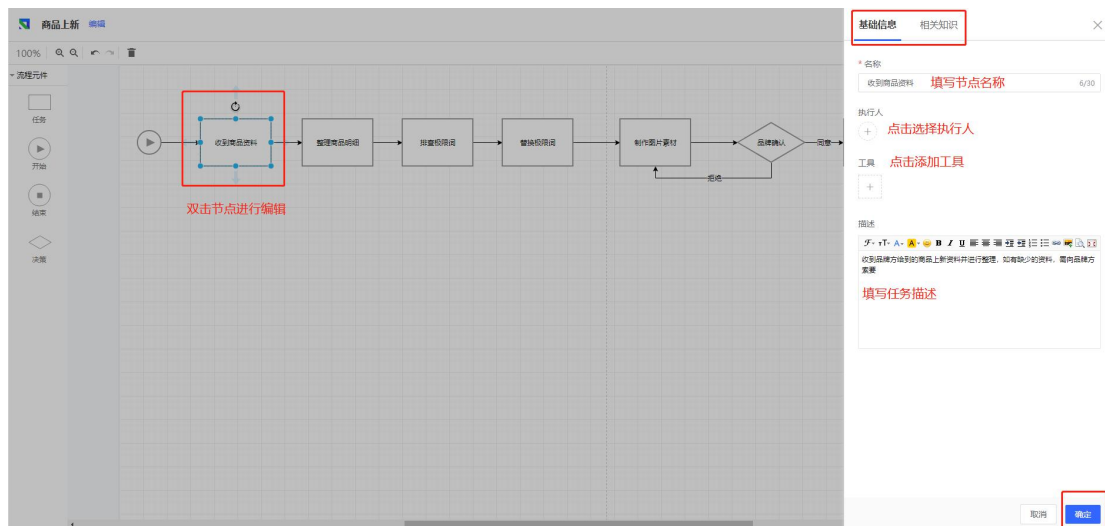 商品上新 编辑
100%
流程元件
任务
开始
结束
决策
收到商品资料
整理商品明细
排查极限词
替换极限词
制作图片素材
品牌确认
同意
拒绝
双击节点进行编辑
基础信息 相关知识
* 名称
收到商品资料 填写节点名称 6/30
执行人
点击选择执行人
工具 点击添加工具
描述
收到品牌方给到的商品上新资料并进行整理，如有缺少的资料，需向品牌方
索要
填写任务描述
取消 确定